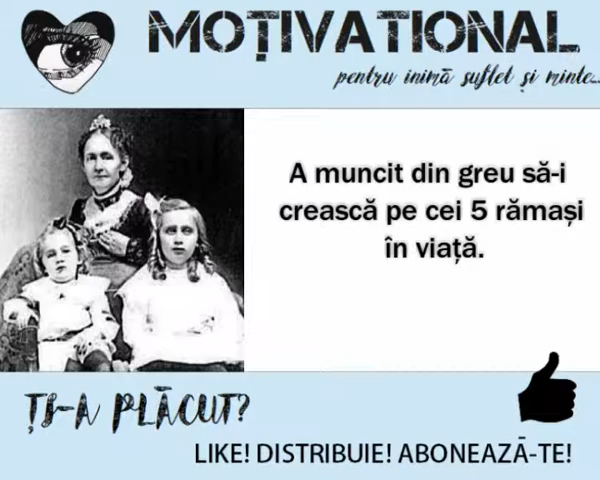 MOȚIVATIONAL
pentru inimă suflet și minte...
A muncit din greu să-i
crească pe cei 5 rămași
în viață.
ȚI-A PLĂCUT?
LIKE! DISTRIBUIE! ABONEAZĂ-TE!